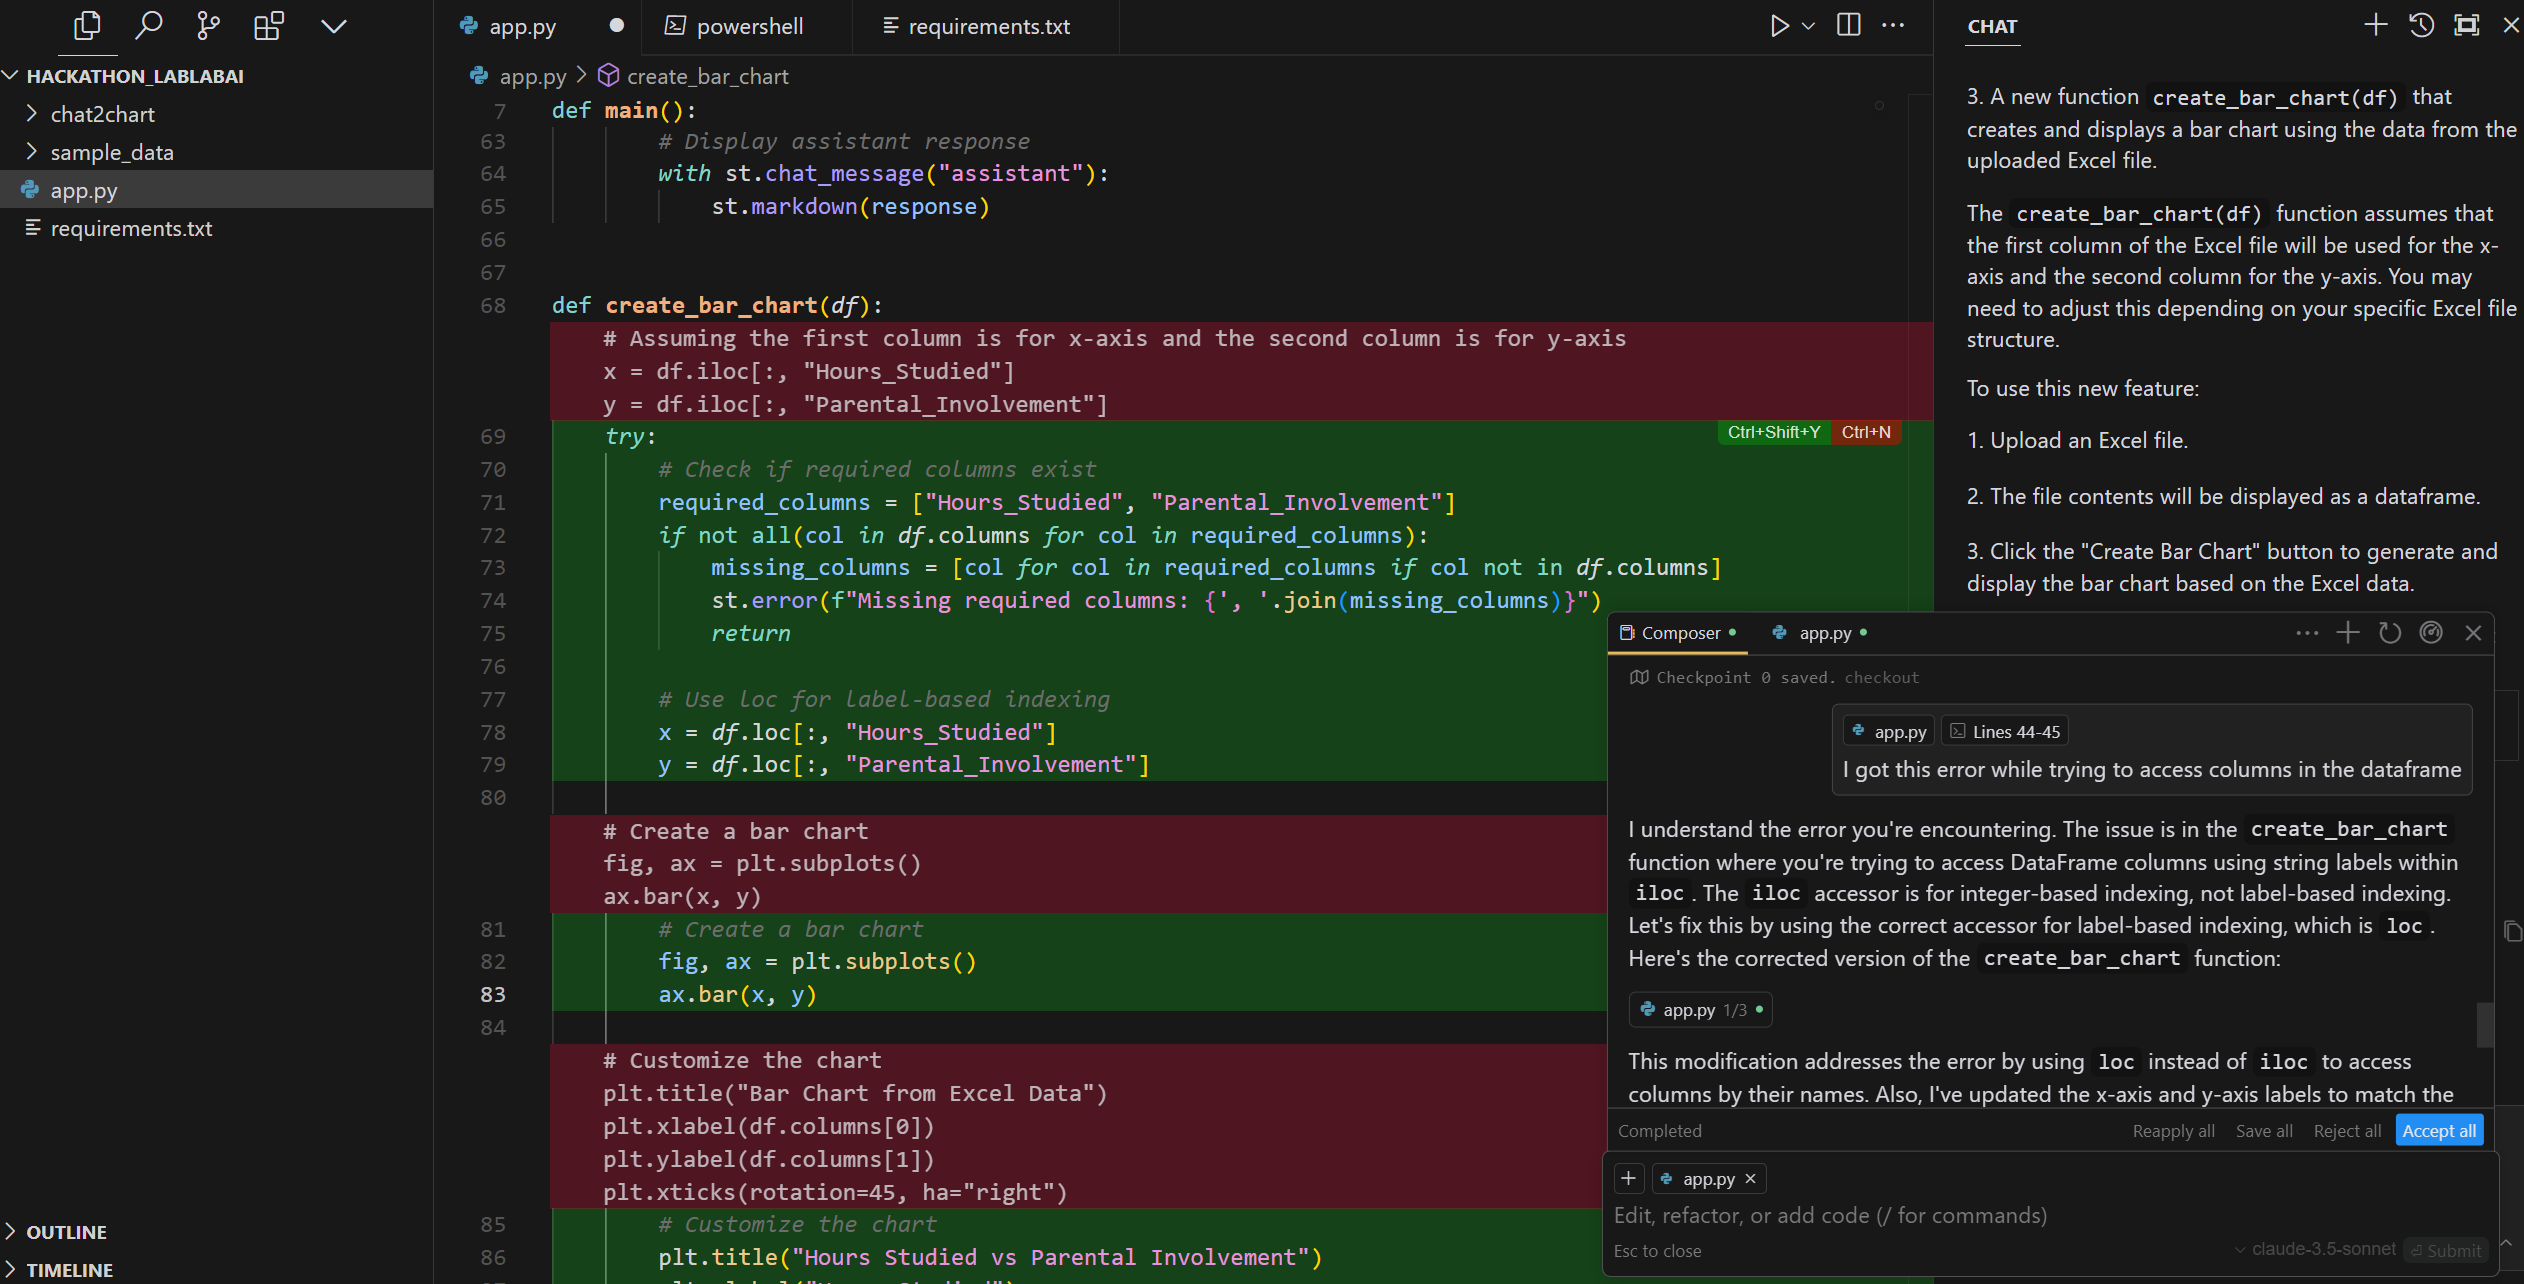 HACKATHON_LABLABAI
chat2chart
sample_data
app.py
requirements.txt
OUTLINE
TIMELINE
app.py
powershell
requirements.txt
app.py > create_bar_chart
7 def main():
63 # Display assistant response
64 with st.chat_message("assistant"):
65 st.markdown(response)
66
67
68 def create_bar_chart(df):
# Assuming the first column is for x-axis and the second column is for y-axis
x = df.iloc[:, "Hours_Studied"]
y = df.iloc[:, "Parental_Involvement"]
69 try:
Ctrl+Shift+Y Ctrl+N
70 # Check if required columns exist
71 required_columns = ["Hours_Studied", "Parental_Involvement"]
72 if not all(col in df.columns for col in required_columns):
73 missing_columns = [col for col in required_columns if col not in df.columns]
74 st.error(f"Missing required columns: {', '.join(missing_columns)}")
75 return
76
77 # Use loc for label-based indexing
78 x = df.loc[:, "Hours_Studied"]
79 y = df.loc[:, "Parental_Involvement"]
80
# Create a bar chart
fig, ax = plt.subplots()
ax.bar(x, y)
81 # Create a bar chart
82 fig, ax = plt.subplots()
83 ax.bar(x, y)
84
# Customize the chart
plt.title("Bar Chart from Excel Data")
plt.xlabel(df.columns[0])
plt.ylabel(df.columns[1])
plt.xticks(rotation=45, ha="right")
85 # Customize the chart
86 plt.title("Hours Studied vs Parental Involvement")
CHAT
3. A new function create_bar_chart(df) that
creates and displays a bar chart using the data from the
uploaded Excel file.
The create_bar_chart(df) function assumes that
the first column of the Excel file will be used for the x-
axis and the second column for the y-axis. You may
need to adjust this depending on your specific Excel file
structure.
To use this new feature:
1. Upload an Excel file.
2. The file contents will be displayed as a dataframe.
3. Click the "Create Bar Chart" button to generate and
display the bar chart based on the Excel data.
Composer
app.py
Checkpoint 0 saved. checkout
app.py Lines 44-45
I got this error while trying to access columns in the dataframe
I understand the error you're encountering. The issue is in the create_bar_chart
function where you're trying to access DataFrame columns using string labels within
iloc . The iloc accessor is for integer-based indexing, not label-based indexing.
Let's fix this by using the correct accessor for label-based indexing, which is loc .
Here's the corrected version of the create_bar_chart function:
app.py 1/3
This modification addresses the error by using loc instead of iloc to access
columns by their names. Also, I've updated the x-axis and y-axis labels to match the
Completed Reapply all Save all Reject all Accept all
+ app.py ×
Edit, refactor, or add code (/ for commands)
Esc to close claude-3.5-sonnet Submit